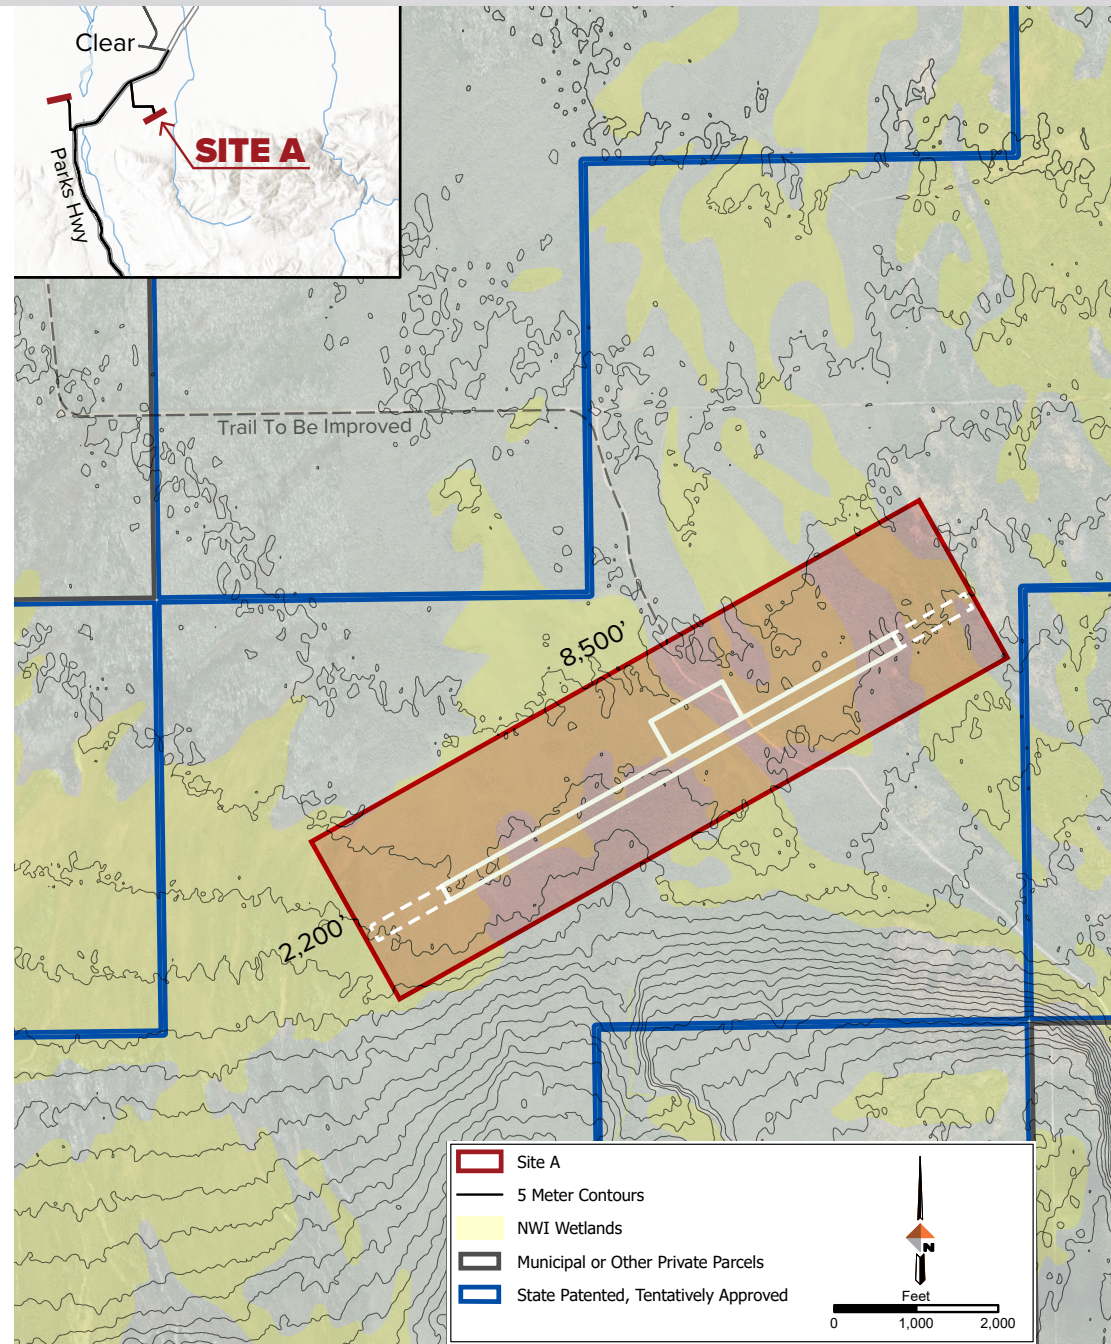 Clear
SITE A
Parks Hwy
Trail To Be Improved
8,500'
2,200'
Site A
5 Meter Contours
NWI Wetlands
Municipal or Other Private Parcels
State Patented, Tentatively Approved
N
Feet
0 1,000 2,000